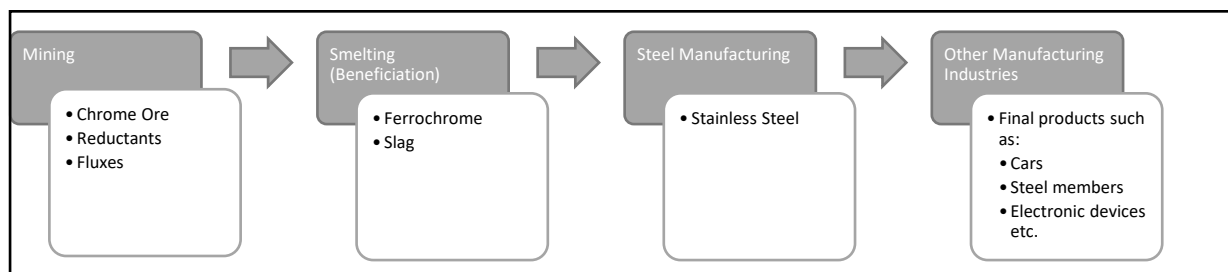 Mining
• Chrome Ore
• Reductants
• Fluxes
Smelting
(Beneficiation)
• Ferrochrome
• Slag
Steel Manufacturing
• Stainless Steel
Other Manufacturing
Industries
• Final products such
as:
• Cars
• Steel members
• Electronic devices
etc.